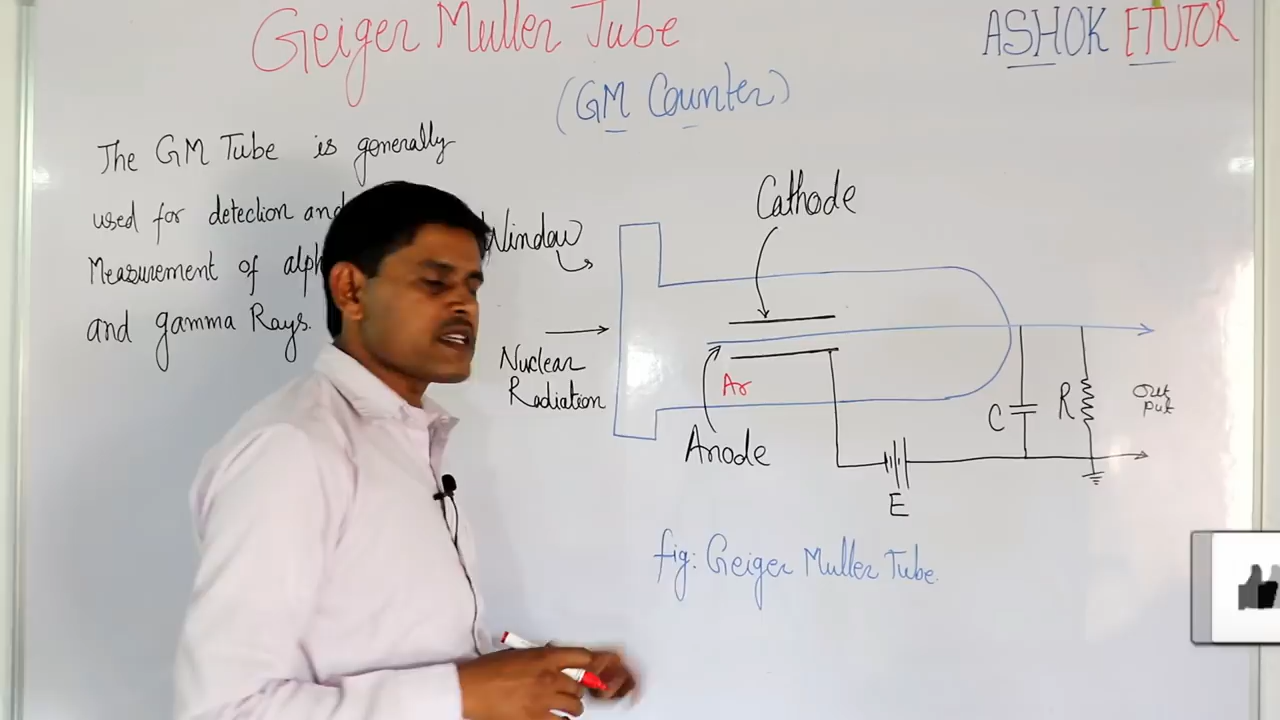 Geiger Muller Tube
ASHOK ETUTOR
(GM Counter)
The GM Tube is generally
used for detection and
Measurement of alph
and gamma Rays.
Window
Cathode
Nuclear
Radiation
Ar
Anode
C
R
Out
put
E
fig: Geiger Muller Tube.